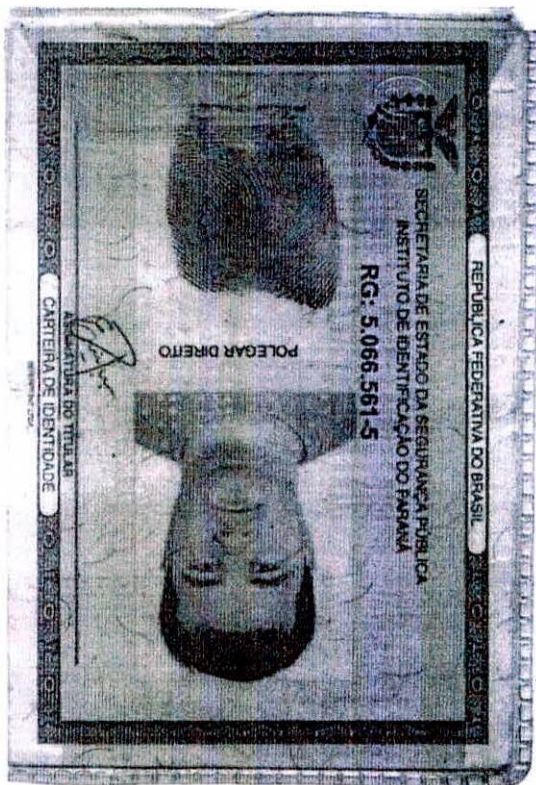 REPÚBLICA FEDERATIVA DO BRASIL
SECRETARIA DE ESTADO DA SEGURANÇA PÚBLICA
INSTITUTO DE IDENTIFICAÇÃO DO PARANÁ
RG: 5.066.561-5
POLEGAR DIREITO
ASSINATURA DO TITULAR
CARTEIRA DE IDENTIDADE